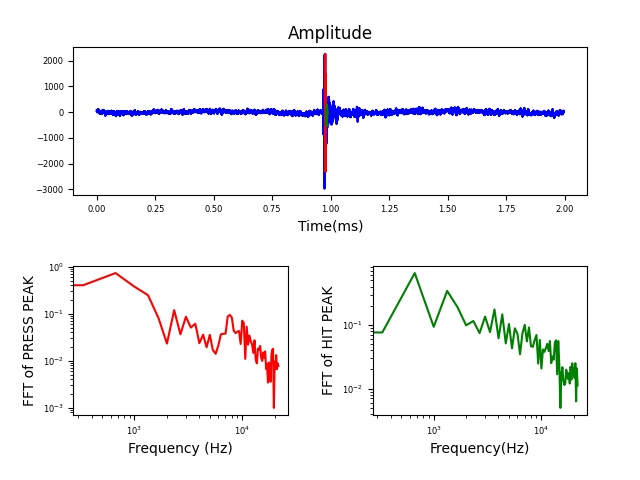 Amplitude
2000
1000
0
−1000
−2000
−3000
0.00 0.25 0.50 0.75 1.00 1.25 1.50 1.75 2.00
Time(ms)
FFT of PRESS PEAK
10⁰
10⁻¹
10⁻²
10⁻³
10³ 10⁴
Frequency (Hz)
FFT of HIT PEAK
10⁻¹
10⁻²
10³ 10⁴
Frequency(Hz)